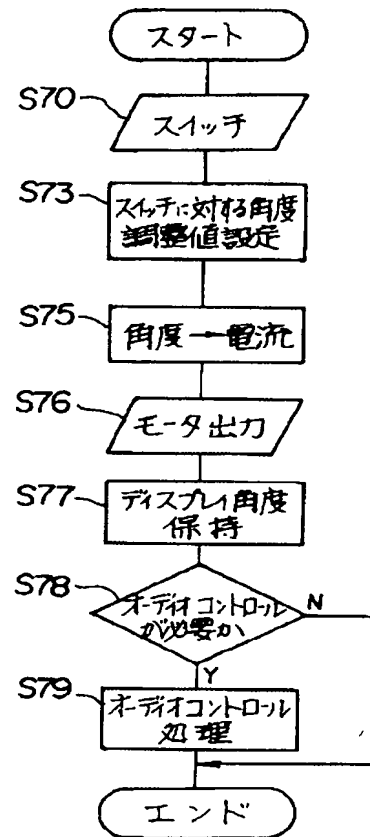 スタート
S70
スイッチ
S73
スイッチに対する角度
調整値設定
S75
角度→電流
S76
モータ出力
S77
ディスプレイ角度
保持
S78
オーディオコントロール
が必要か
N
Y
S79
オーディオコントロール
処理
エンド